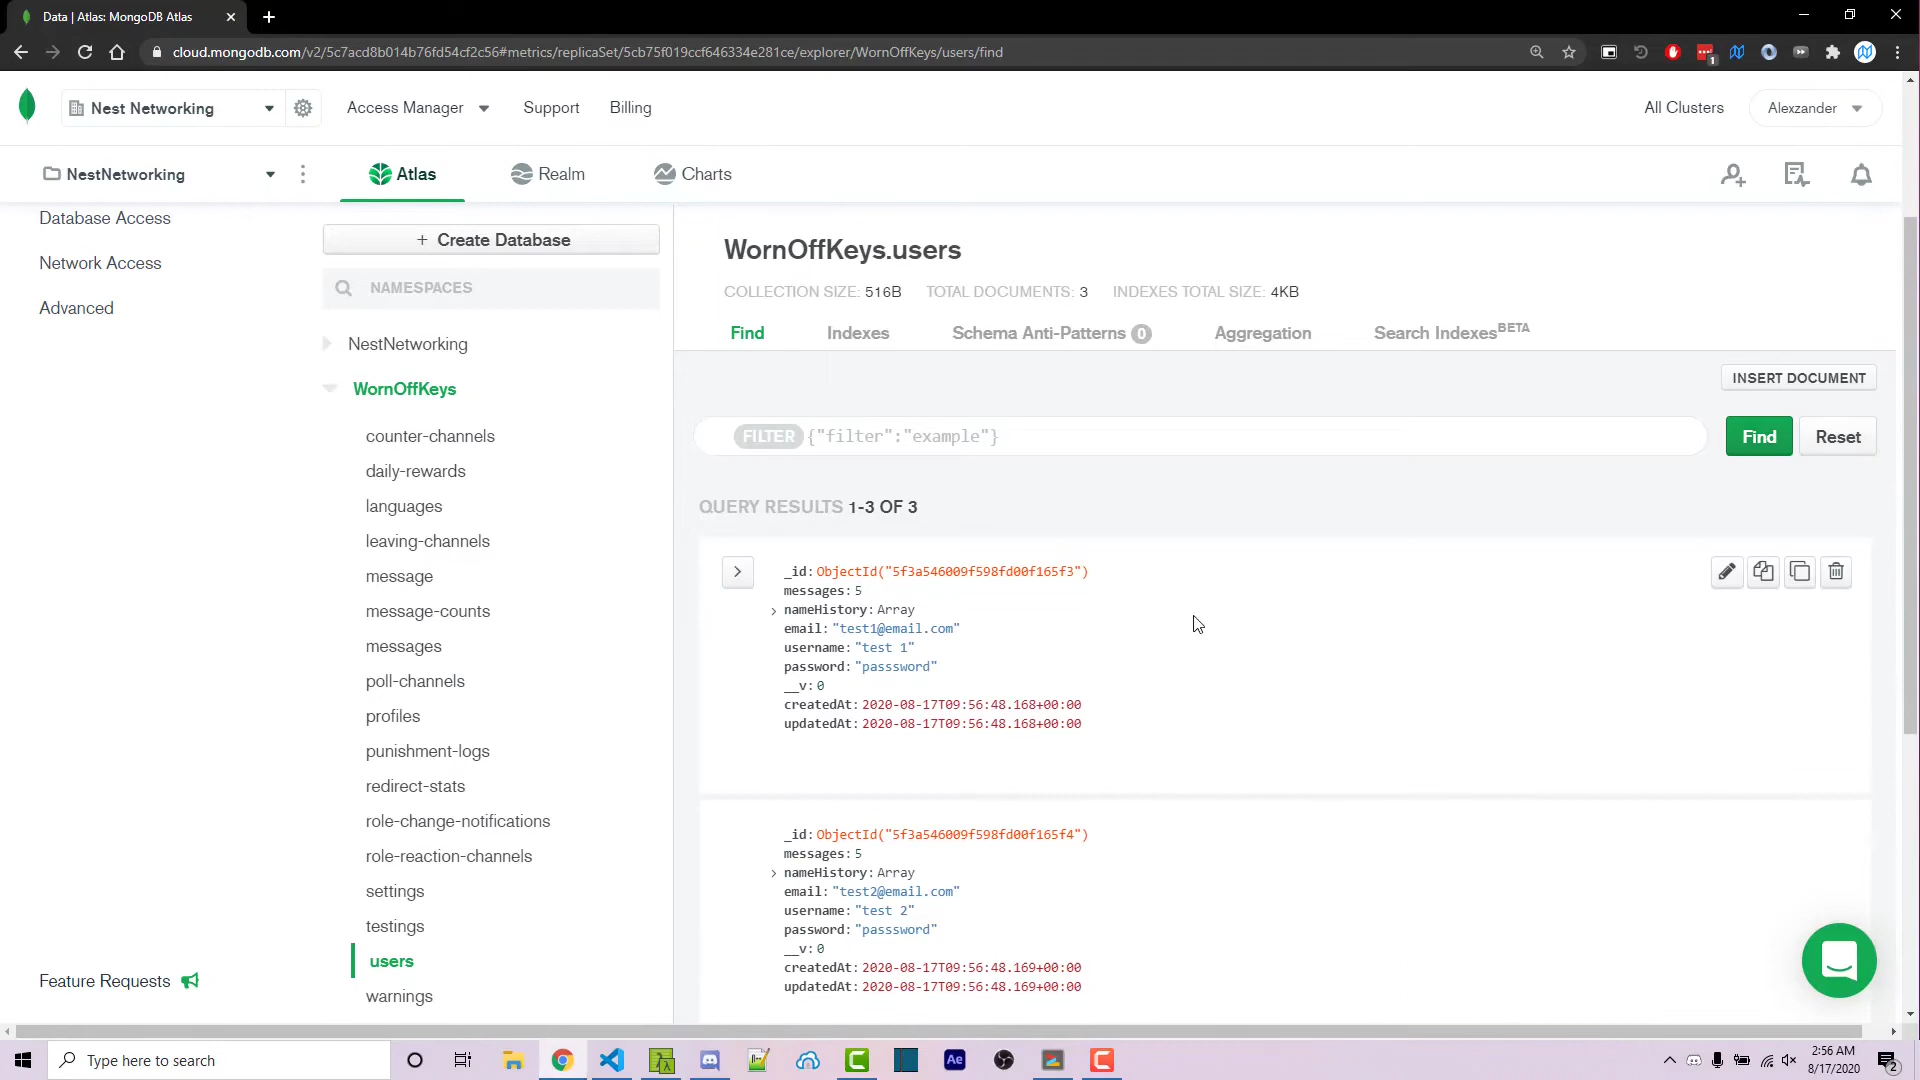 Data | Atlas: MongoDB Atlas
cloud.mongodb.com/v2/5c7acd8b014b76fd54cf2c56#metrics/replicaSet/5cb75f019ccf646334e281ce/explorer/WornOffKeys/users/find
1
Nest Networking
Access Manager
Support
Billing
All Clusters
Alexzander
NestNetworking
Atlas
Realm
Charts
Database Access
Network Access
Advanced
Feature Requests
+ Create Database
NAMESPACES
NestNetworking
WornOffKeys
counter-channels
daily-rewards
languages
leaving-channels
message
message-counts
messages
poll-channels
profiles
punishment-logs
redirect-stats
role-change-notifications
role-reaction-channels
settings
testings
users
warnings
WornOffKeys.users
COLLECTION SIZE: 516B TOTAL DOCUMENTS: 3 INDEXES TOTAL SIZE: 4KB
Find
Indexes
Schema Anti-Patterns 0
Aggregation
Search Indexes BETA
INSERT DOCUMENT
FILTER {"filter":"example"}
Find
Reset
QUERY RESULTS 1-3 OF 3
_id: ObjectId("5f3a546009f598fd00f165f3")
messages: 5
nameHistory: Array
email: "test1@email.com"
username: "test 1"
password: "passsword"
__v: 0
createdAt: 2020-08-17T09:56:48.168+00:00
updatedAt: 2020-08-17T09:56:48.168+00:00
_id: ObjectId("5f3a546009f598fd00f165f4")
messages: 5
nameHistory: Array
email: "test2@email.com"
username: "test 2"
password: "passsword"
__v: 0
createdAt: 2020-08-17T09:56:48.169+00:00
updatedAt: 2020-08-17T09:56:48.169+00:00
Type here to search
Ae
2:56 AM
8/17/2020
2